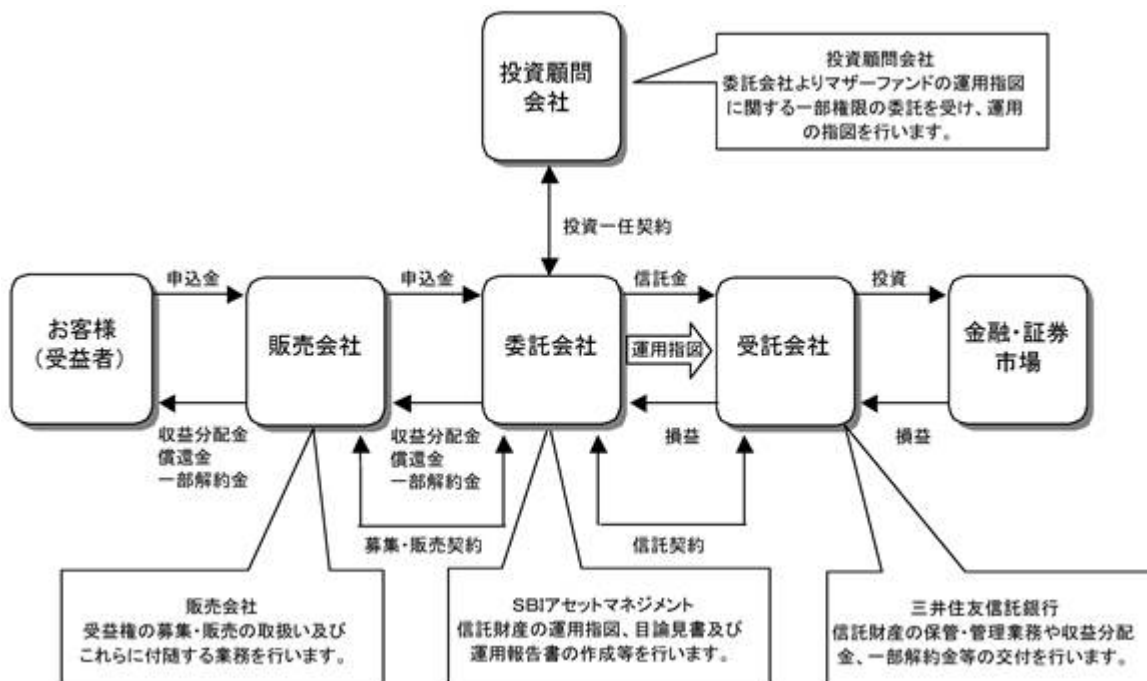 投資顧問
会社
投資顧問会社
委託会社よりマザーファンドの運用指図
に関する一部権限の委託を受け、運用
の指図を行います。
投資一任契約
申込金
申込金
信託金
投資
お客様
(受益者)
販売会社
委託会社
運用指図
受託会社
金融・証券
市場
収益分配金
償還金
一部解約金
収益分配金
償還金
一部解約金
損益
損益
募集・販売契約
信託契約
販売会社
受益権の募集・販売の取扱い及び
これらに付随する業務を行います。
SBIアセットマネジメント
信託財産の運用指図、目論見書及び
運用報告書の作成等を行います。
三井住友信託銀行
信託財産の保管・管理業務や収益分配
金、一部解約金等の交付を行います。